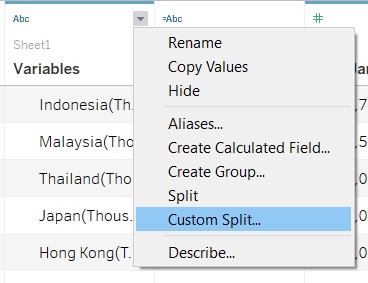 Abc
=Abc
#
Sheet1
Variables
Rename
Copy Values
Hide
Aliases...
Create Calculated Field...
Create Group...
Split
Custom Split...
Describe...
Indonesia(Th..
Malaysia(Tho
Thailand(Tho
Japan(Thous.
Hong Kong(T.